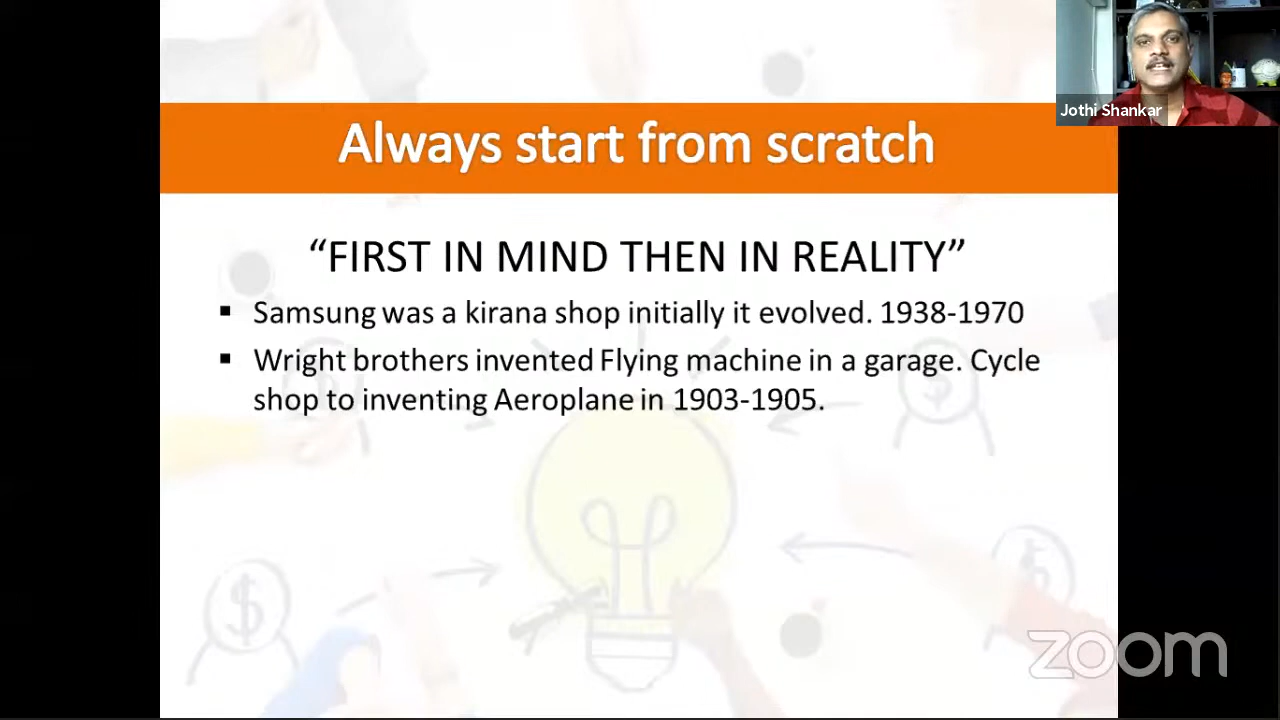 Jothi Shankar
Always start from scratch
“FIRST IN MIND THEN IN REALITY”
▪ Samsung was a kirana shop initially it evolved. 1938-1970
▪ Wright brothers invented Flying machine in a garage. Cycle
shop to inventing Aeroplane in 1903-1905.
zoom